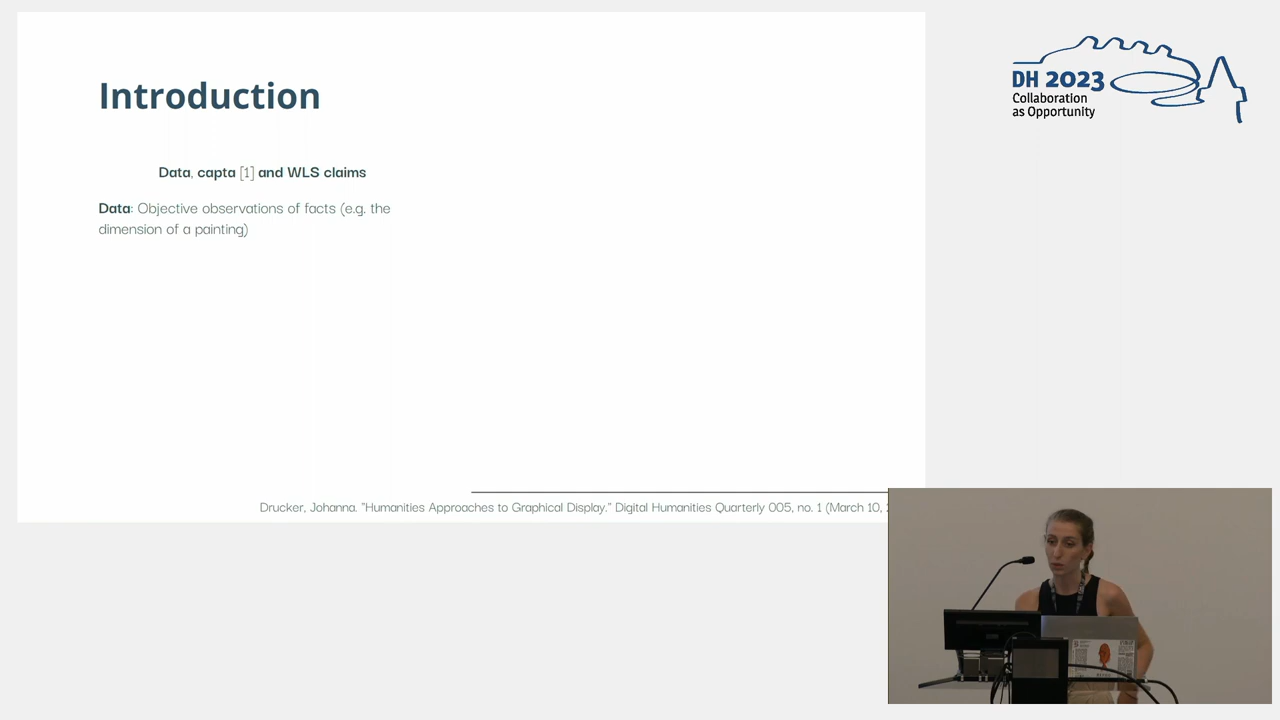 Introduction
Data, capta [1] and WLS claims
Data: Objective observations of facts (e.g. the
dimension of a painting)
Drucker, Johanna. "Humanities Approaches to Graphical Display." Digital Humanities Quarterly 005, no. 1 (March 10,
DH 2023
Collaboration
as Opportunity